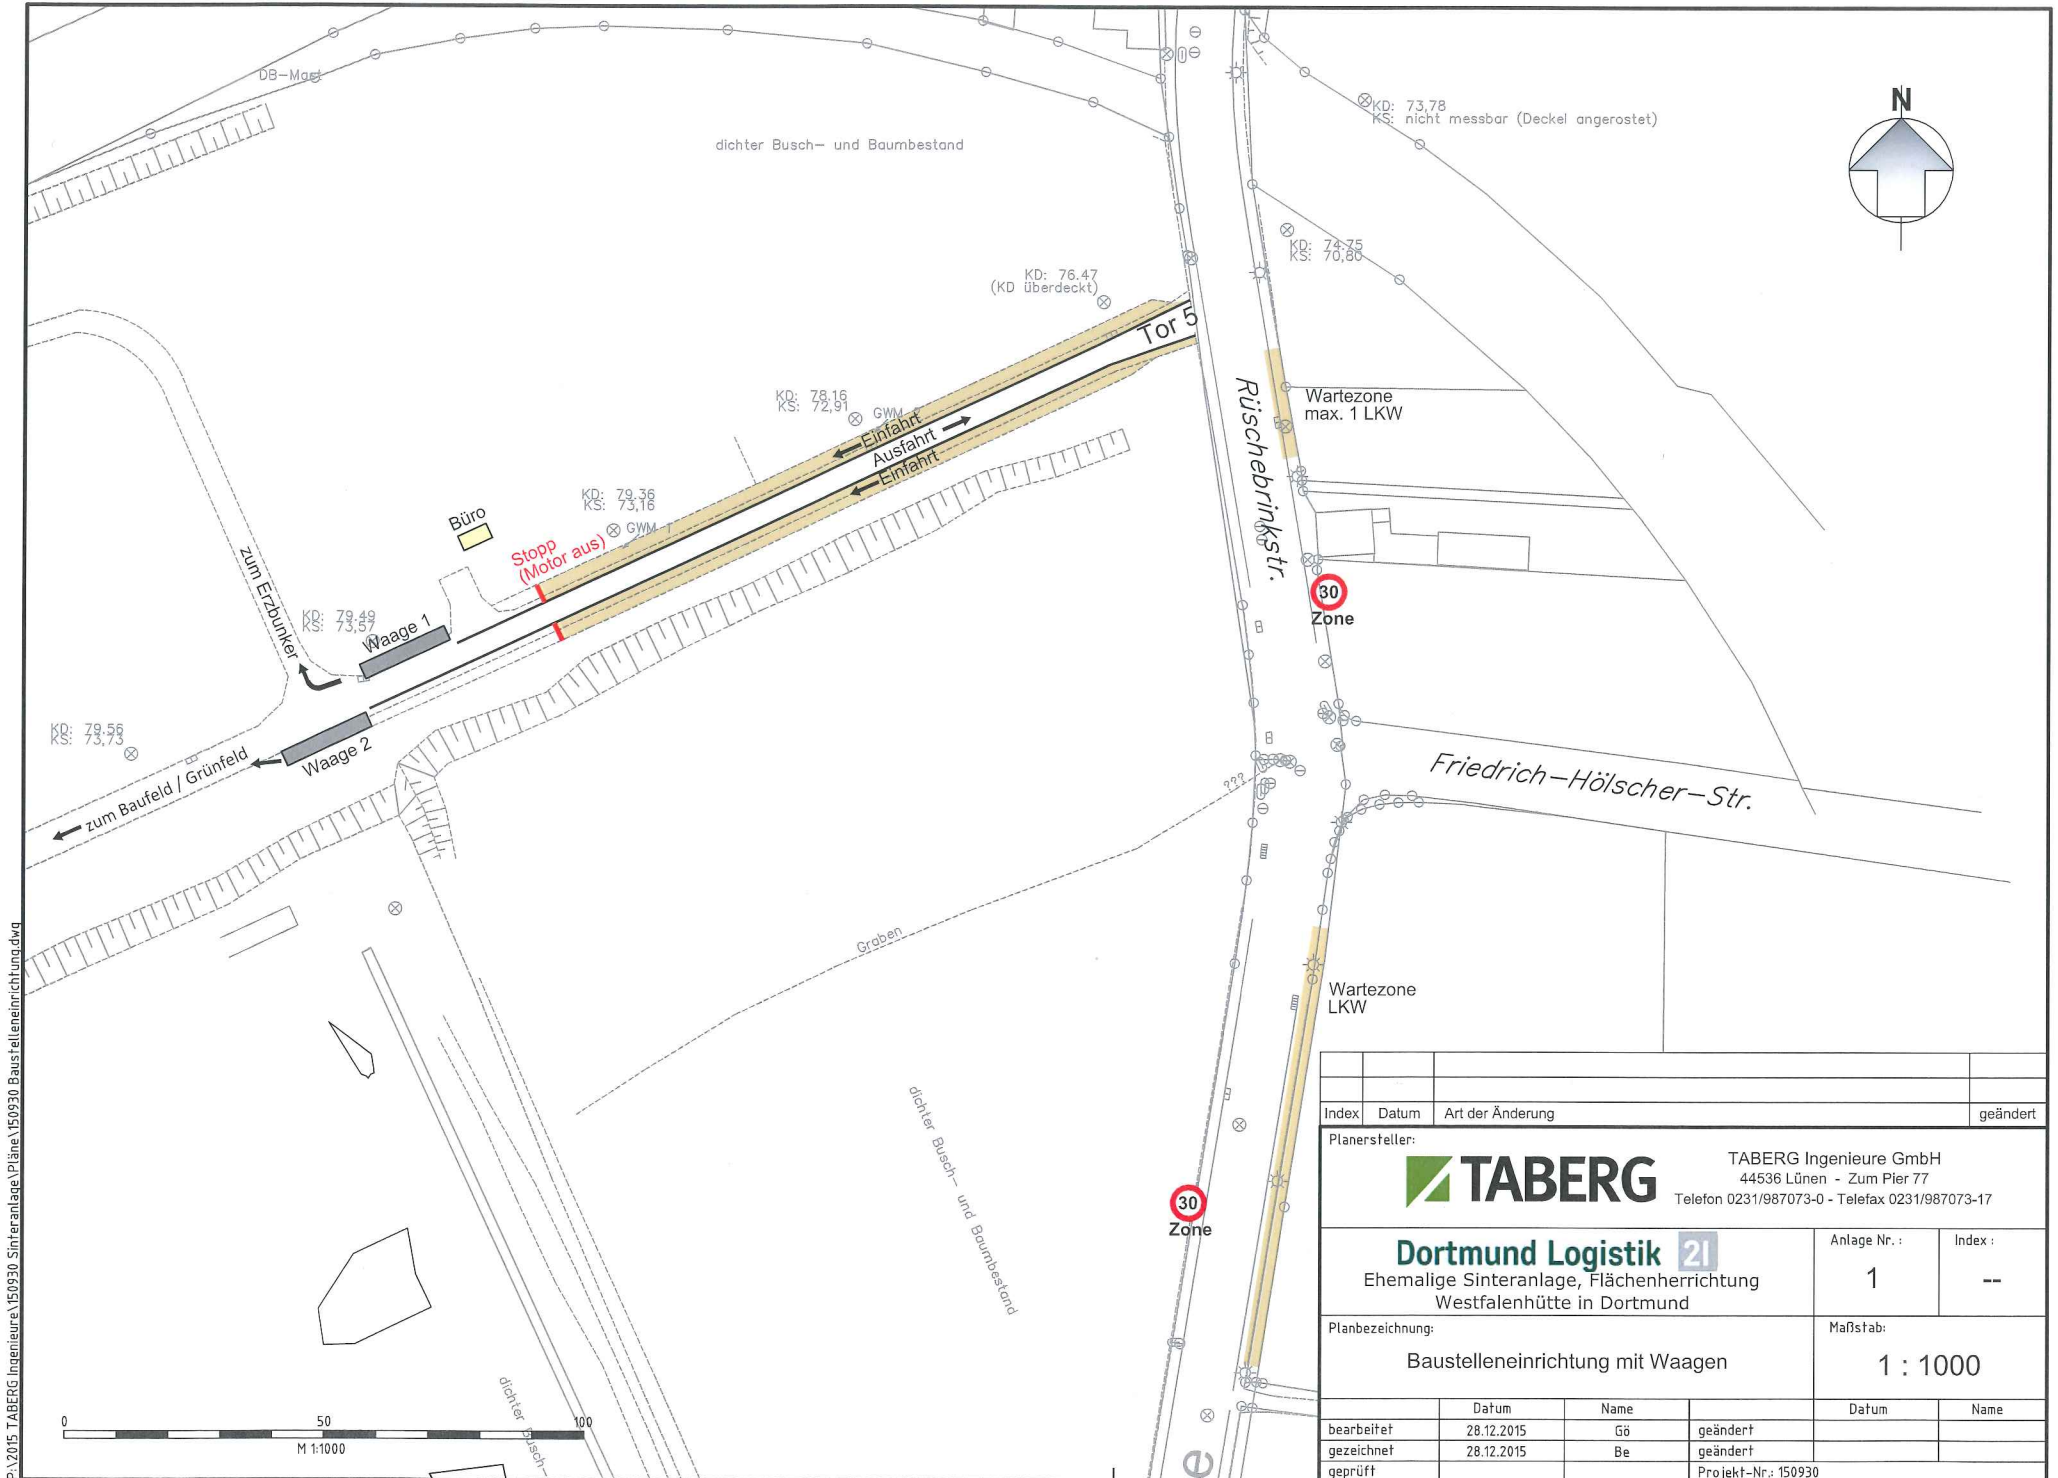 DB-Mast
dichter Busch- und Baumbestand
KD: 73,78
KS: nicht messbar (Deckel angerostet)
N
KD: 74.75
KS: 70,80
KD: 76.47
(KD überdeckt)
Tor 5
Rüschebrinkstr.
Wartezone
max. 1 LKW
KD: 78.16
KS: 72,91
GWM
Einfahrt
Ausfahrt
Einfahrt
KD: 79.36
KS: 73,16
GWM 1
Büro
Stopp
(Motor aus)
zum Erzbunker
30
Zone
KD: 79.49
KS: 73,57
Waage 1
KD: 79.56
KS: 73,73
Waage 2
zum Baufeld / Grünfeld
Friedrich-Hölscher-Str.
???
Graben
Wartezone
LKW
dichter Busch- und Baumbestand
30
Zone
dichter Busch-
e
0 50 100
M 1:1000
P:\2015 TABERG Ingenieure\150930 Sinteranlage\Pläne\150930 Baustelleneinrichtung.dwg
Index Datum Art der Änderung geändert
Planersteller:
TABERG
TABERG Ingenieure GmbH
44536 Lünen - Zum Pier 77
Telefon 0231/987073-0 - Telefax 0231/987073-17
Dortmund Logistik 21
Ehemalige Sinteranlage, Flächenherrichtung
Westfalenhütte in Dortmund
Anlage Nr. : Index :
1 --
Planbezeichnung: Maßstab:
Baustelleneinrichtung mit Waagen 1 : 1000
Datum Name Datum Name
bearbeitet 28.12.2015 Gö geändert
gezeichnet 28.12.2015 Be geändert
geprüft Projekt-Nr.: 150930